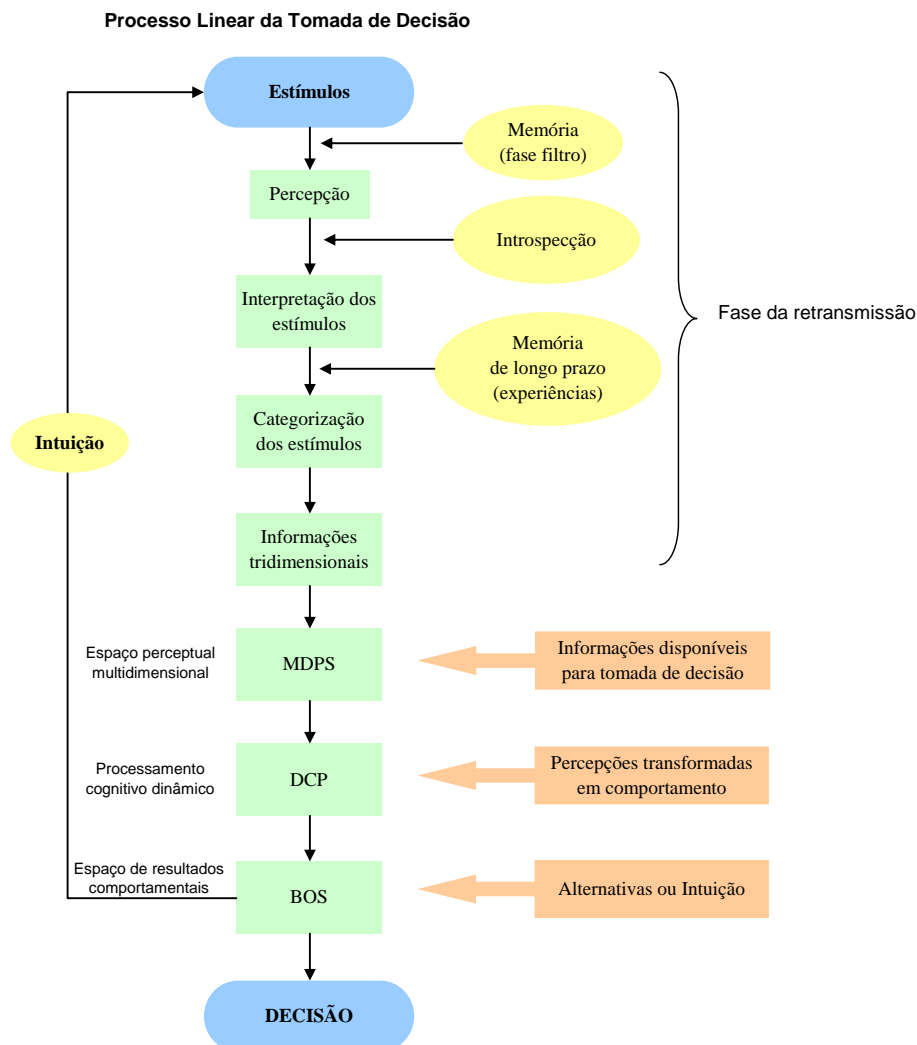 Processo Linear da Tomada de Decisão
Estímulos
Memória
(fase filtro)
Percepção
Introspecção
Interpretação dos
estímulos
Fase da retransmissão
Memória
de longo prazo
(experiências)
Categorização
dos estímulos
Intuição
Informações
tridimensionais
Espaço perceptual
multidimensional
MDPS
Informações disponíveis
para tomada de decisão
Processamento
cognitivo dinâmico
DCP
Percepções transformadas
em comportamento
Espaço de resultados
comportamentais
BOS
Alternativas ou Intuição
DECISÃO